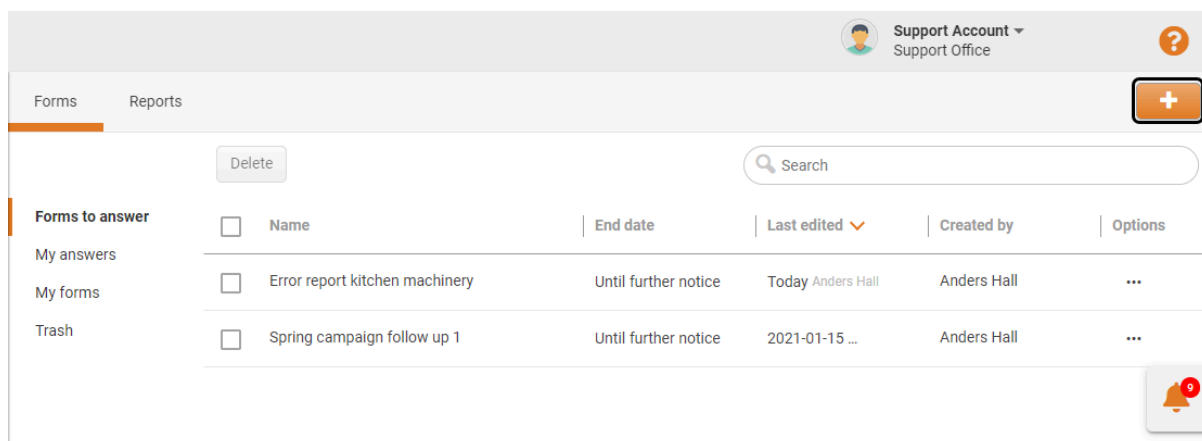 Support Account
Support Office
?
Forms Reports
Delete
Search
Forms to answer
My answers
My forms
Trash
Name End date Last edited Created by Options
Error report kitchen machinery Until further notice Today Anders Hall Anders Hall ...
Spring campaign follow up 1 Until further notice 2021-01-15 ... Anders Hall ...
9